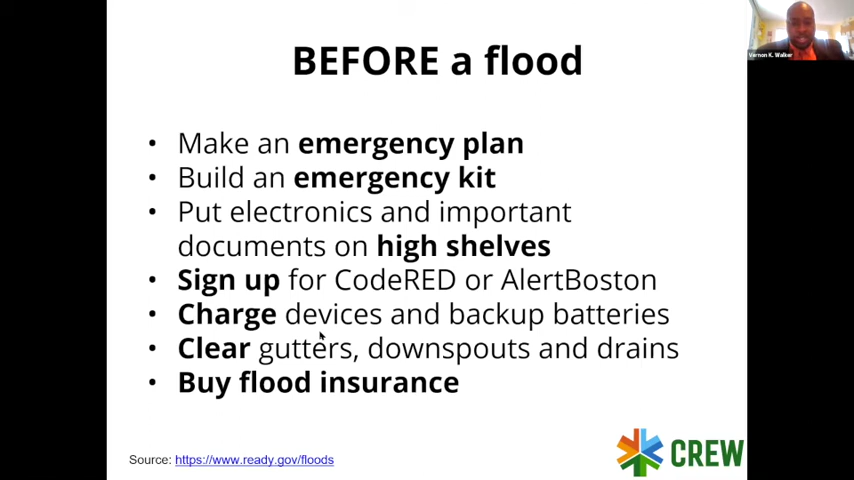 BEFORE a flood
Vernon K. Walker
• Make an emergency plan
• Build an emergency kit
• Put electronics and important
documents on high shelves
• Sign up for CodeRED or AlertBoston
• Charge devices and backup batteries
• Clear gutters, downspouts and drains
• Buy flood insurance
Source: https://www.ready.gov/floods
CREW